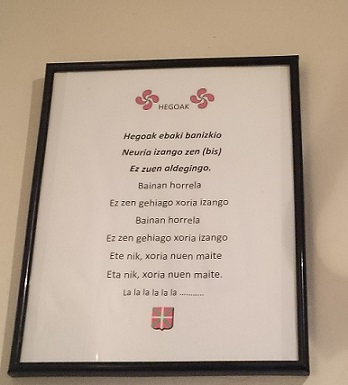 HEGOAK
Hegoak ebaki banizkio
Neuria izango zen (bis)
Ez zuen aldegingo.
Bainan horrela
Ez zen gehiago xoria izango
Bainan horrela
Ez zen gehiago xoria izango
Ete nik, xoria nuen maite
Eta nik, xoria nuen maite.
La la la la la la ...........